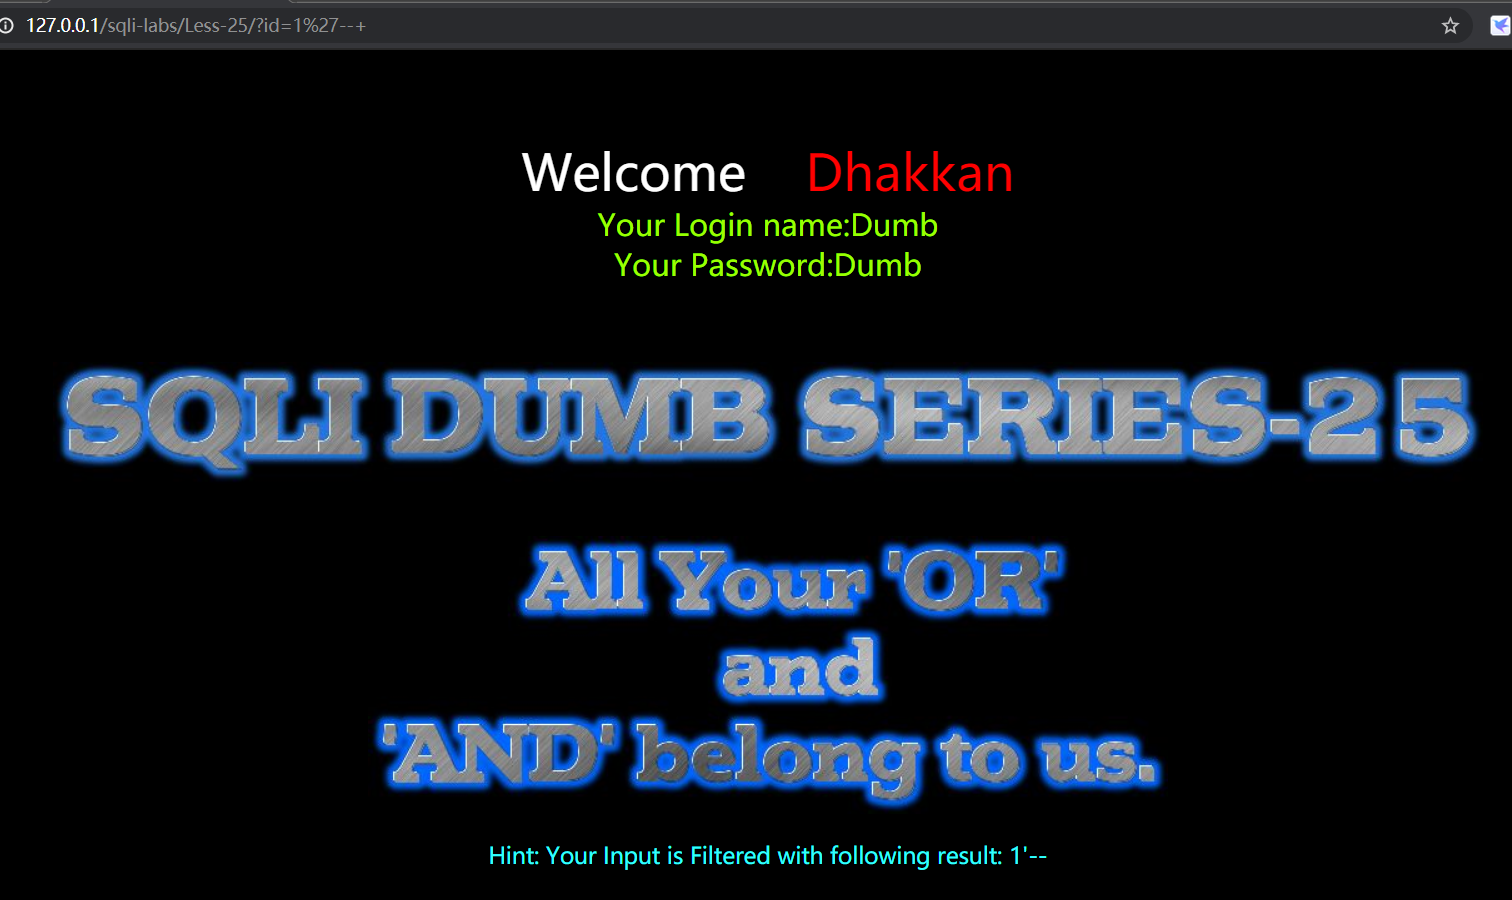 127.0.0.1/sqli-labs/Less-25/?id=1%27--+
Welcome Dhakkan
Your Login name:Dumb
Your Password:Dumb
SQLI DUMB SERIES-25
All Your 'OR'
and
'AND' belong to us.
Hint: Your Input is Filtered with following result: 1'--